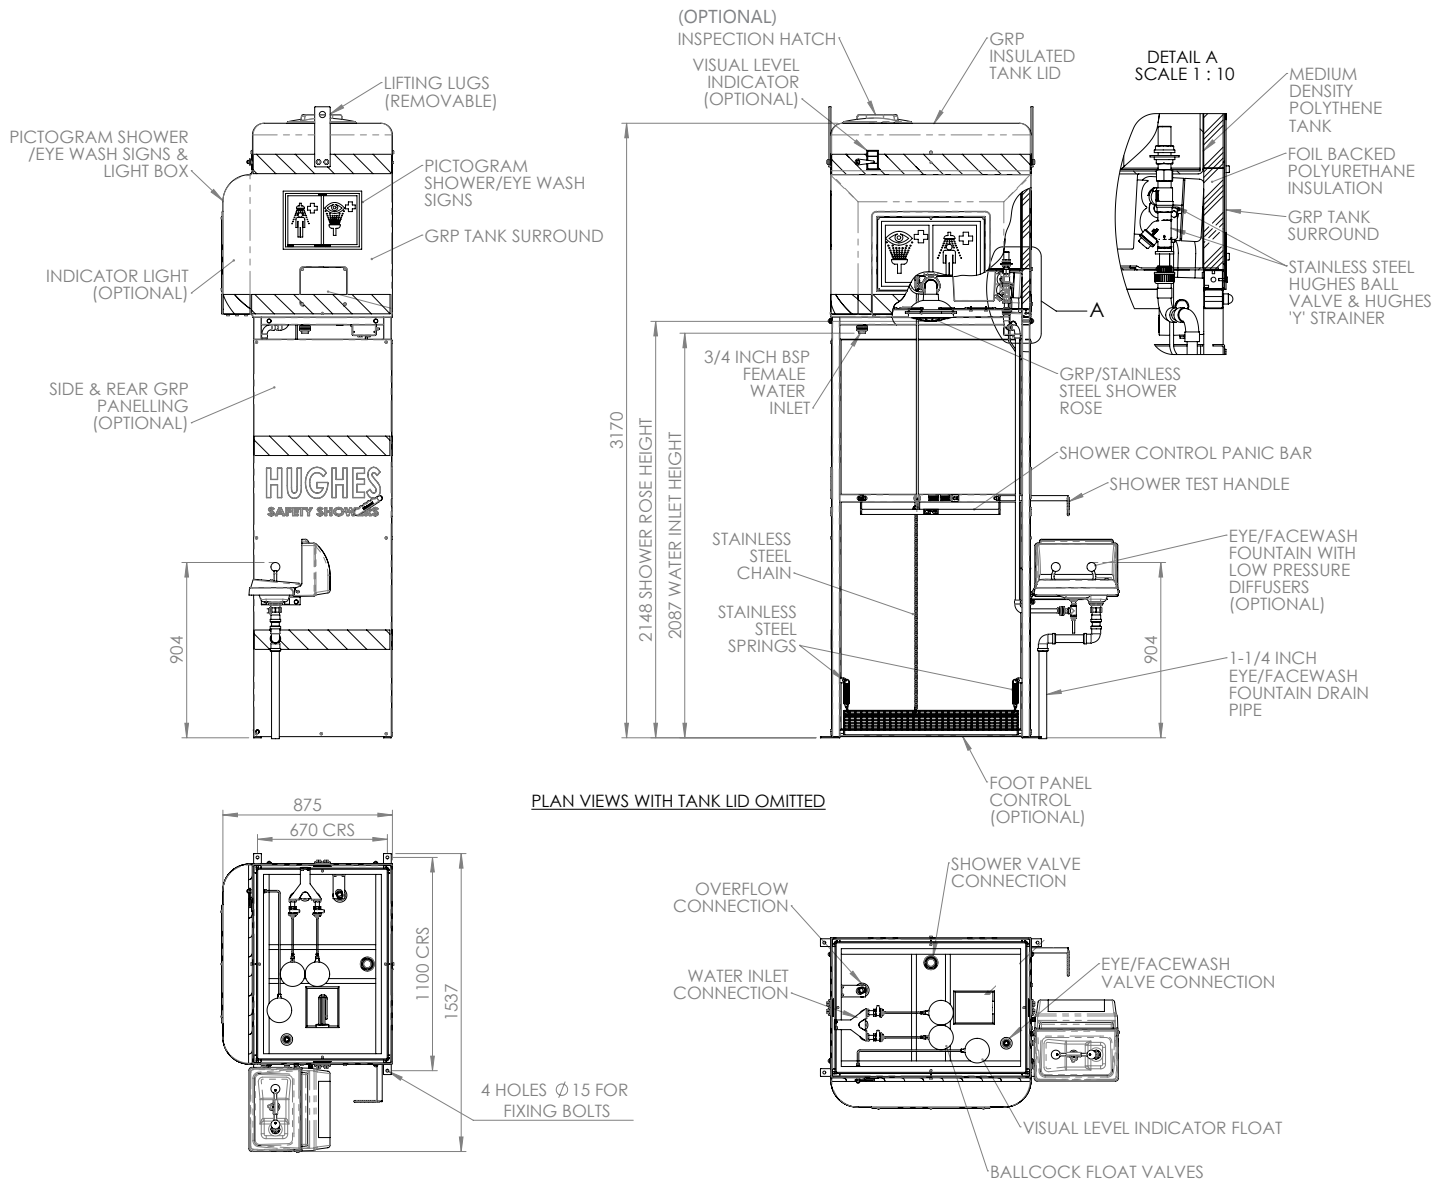 LIFTING LUGS
(REMOVABLE)
PICTOGRAM SHOWER
/EYE WASH SIGNS &
LIGHT BOX
PICTOGRAM
SHOWER/EYE WASH
SIGNS
GRP TANK SURROUND
INDICATOR LIGHT
(OPTIONAL)
SIDE & REAR GRP
PANELLING
(OPTIONAL)
HUGHES
SAFETY SHOWERS
904
(OPTIONAL)
INSPECTION HATCH
VISUAL LEVEL
INDICATOR
(OPTIONAL)
GRP
INSULATED
TANK LID
A
3/4 INCH BSP
FEMALE
WATER
INLET
GRP/STAINLESS
STEEL SHOWER
ROSE
3170
2148 SHOWER ROSE HEIGHT
2087 WATER INLET HEIGHT
SHOWER CONTROL PANIC BAR
SHOWER TEST HANDLE
STAINLESS
STEEL
CHAIN
STAINLESS
STEEL
SPRINGS
EYE/FACEWASH
FOUNTAIN WITH
LOW PRESSURE
DIFFUSERS
(OPTIONAL)
904
1-1/4 INCH
EYE/FACEWASH
FOUNTAIN DRAIN
PIPE
FOOT PANEL
CONTROL
(OPTIONAL)
DETAIL A
SCALE 1 : 10
MEDIUM
DENSITY
POLYTHENE
TANK
FOIL BACKED
POLYURETHANE
INSULATION
GRP TANK
SURROUND
STAINLESS STEEL
HUGHES BALL
VALVE & HUGHES
'Y' STRAINER
PLAN VIEWS WITH TANK LID OMITTED
875
670 CRS
1100 CRS
1537
4 HOLES Ø 15 FOR
FIXING BOLTS
SHOWER VALVE
CONNECTION
OVERFLOW
CONNECTION
WATER INLET
CONNECTION
EYE/FACEWASH
VALVE CONNECTION
VISUAL LEVEL INDICATOR FLOAT
BALLCOCK FLOAT VALVES